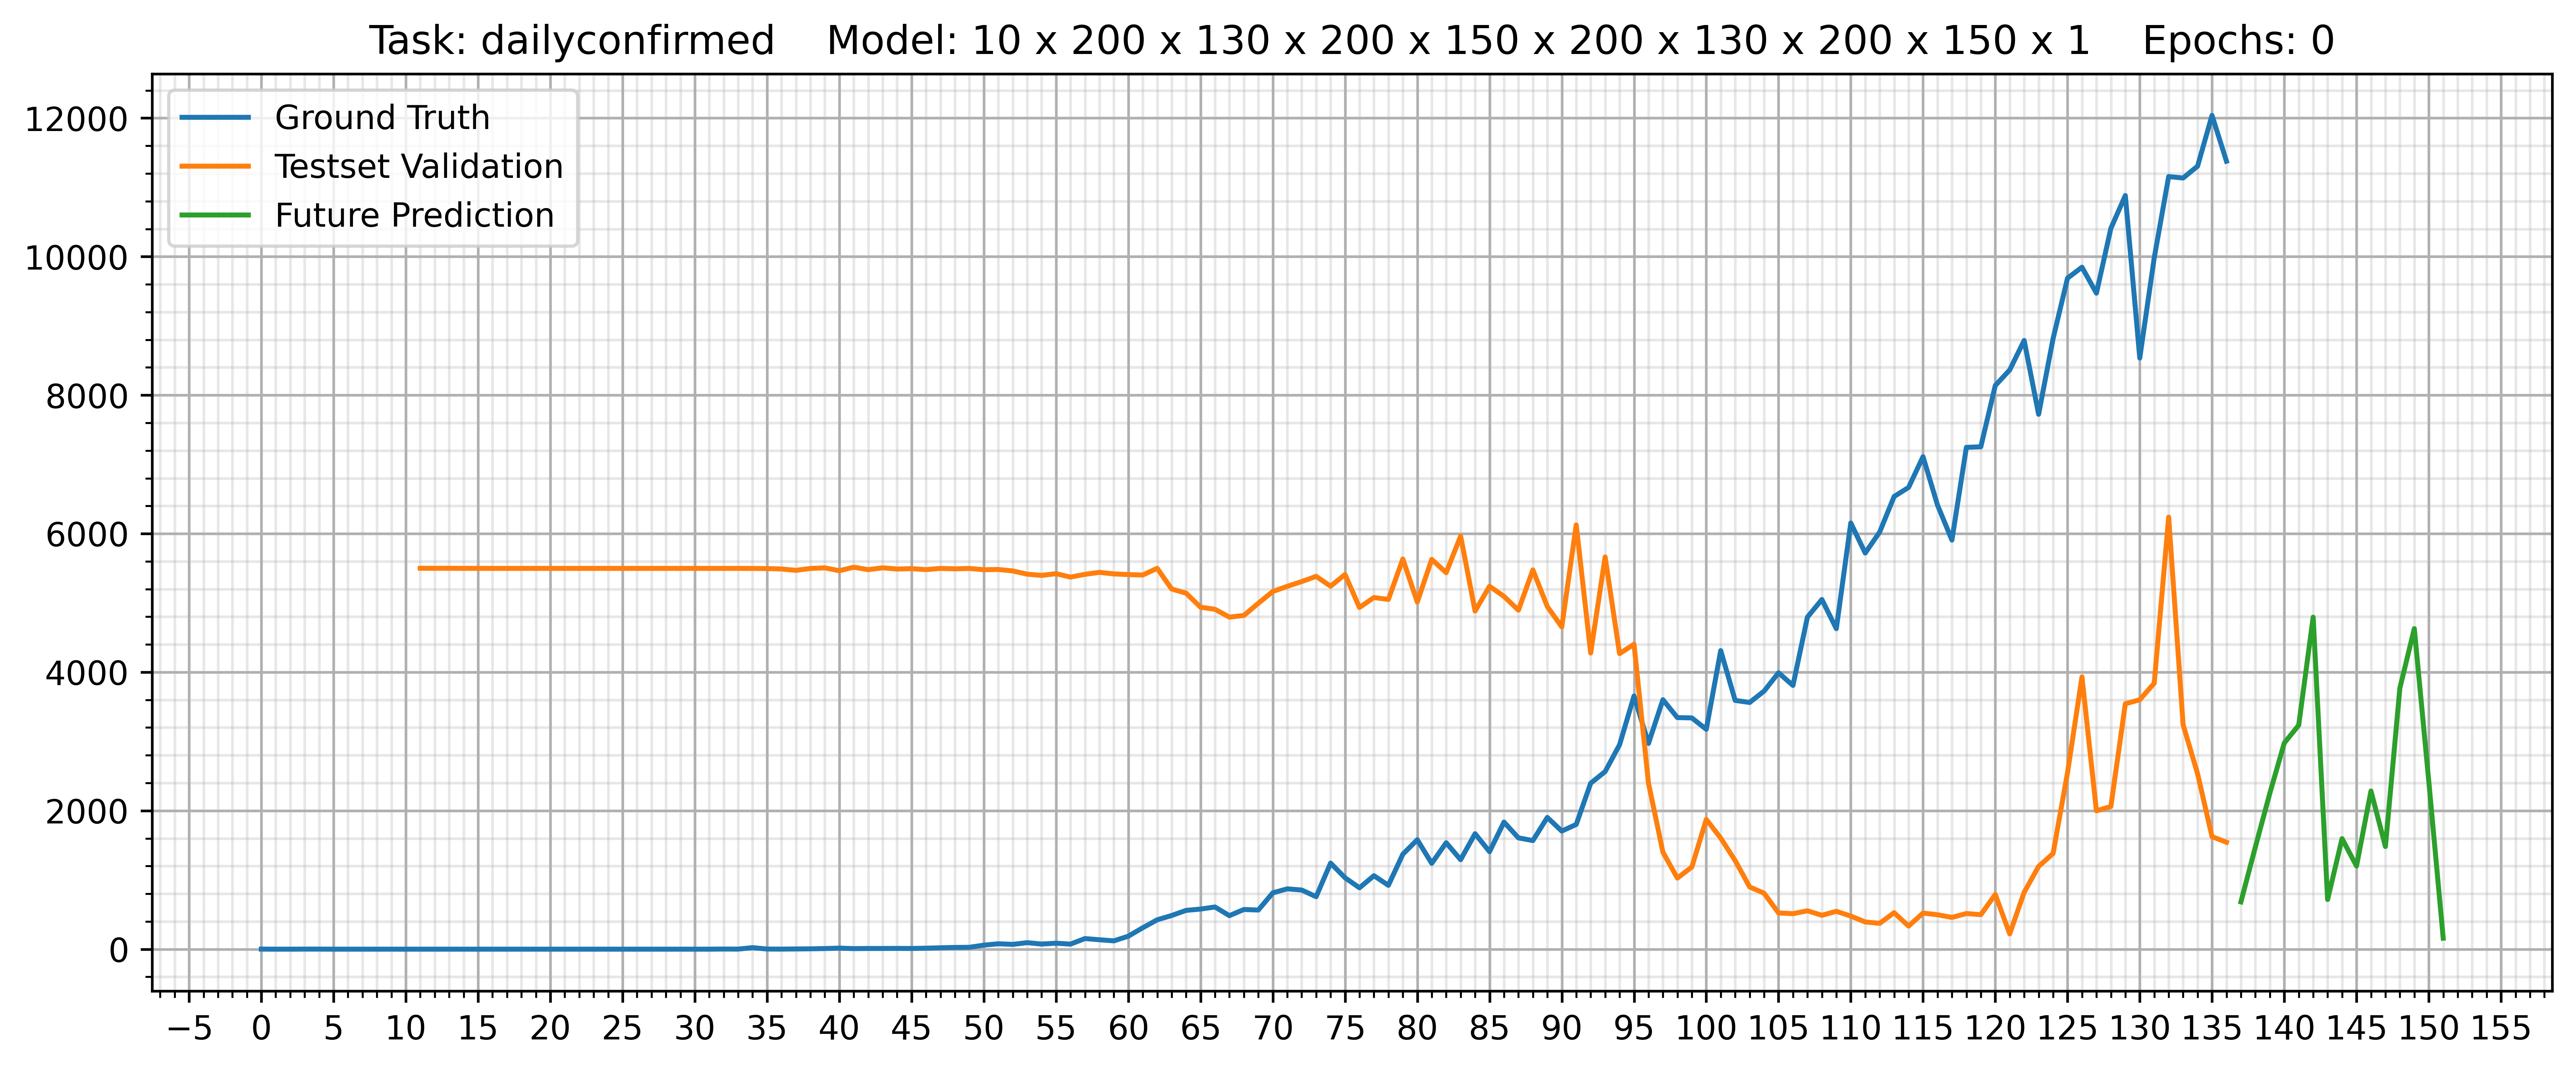 Task: dailyconfirmed    Model: 10 x 200 x 130 x 200 x 150 x 200 x 130 x 200 x 150 x 1    Epochs: 0
Ground Truth
Testset Validation
Future Prediction
12000
10000
8000
6000
4000
2000
0
−5 0 5 10 15 20 25 30 35 40 45 50 55 60 65 70 75 80 85 90 95 100 105 110 115 120 125 130 135 140 145 150 155